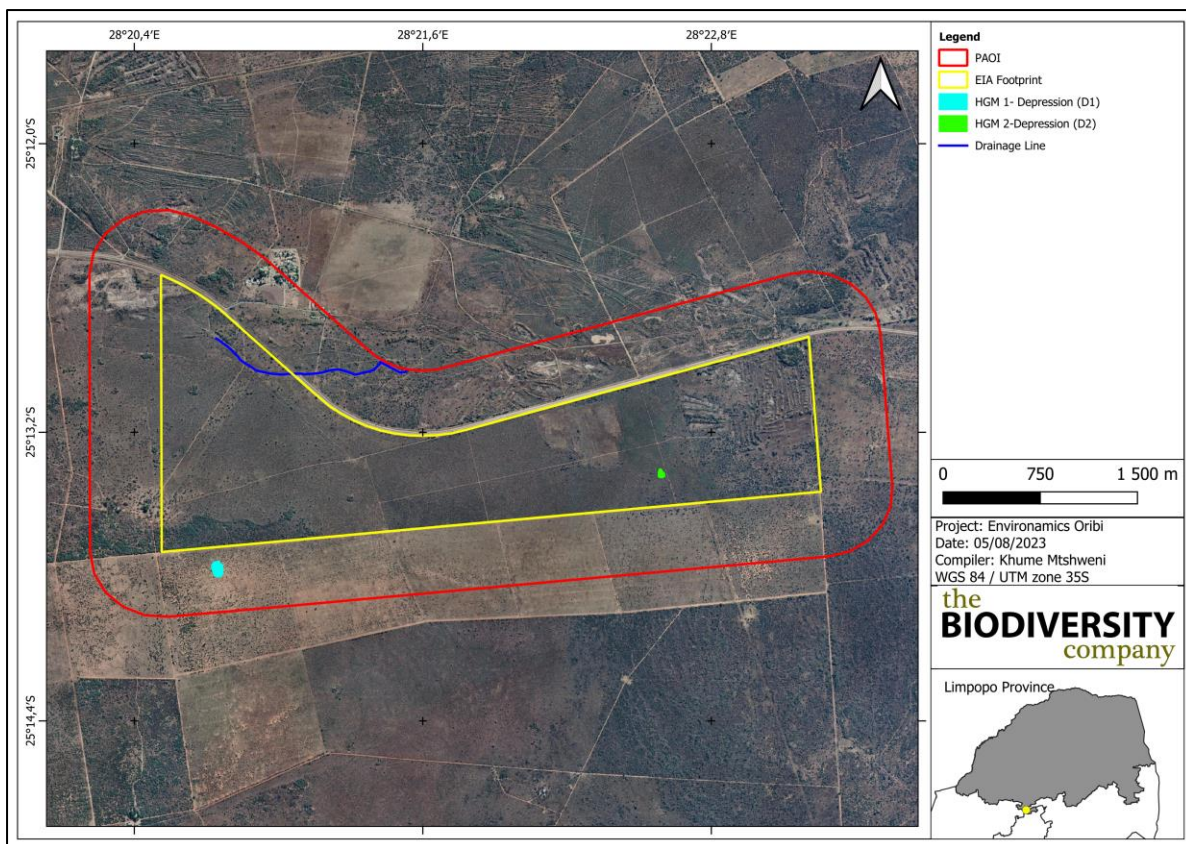 28°20,4'E 28°21,6'E 28°22,8'E
25°12,0'S
25°13,2'S
25°14,4'S
Legend
PAOI
EIA Footprint
HGM 1- Depression (D1)
HGM 2-Depression (D2)
Drainage Line
0 750 1 500 m
Project: Environamics Oribi
Date: 05/08/2023
Compiler: Khume Mtshweni
WGS 84 / UTM zone 35S
the
BIODIVERSITY
company
Limpopo Province